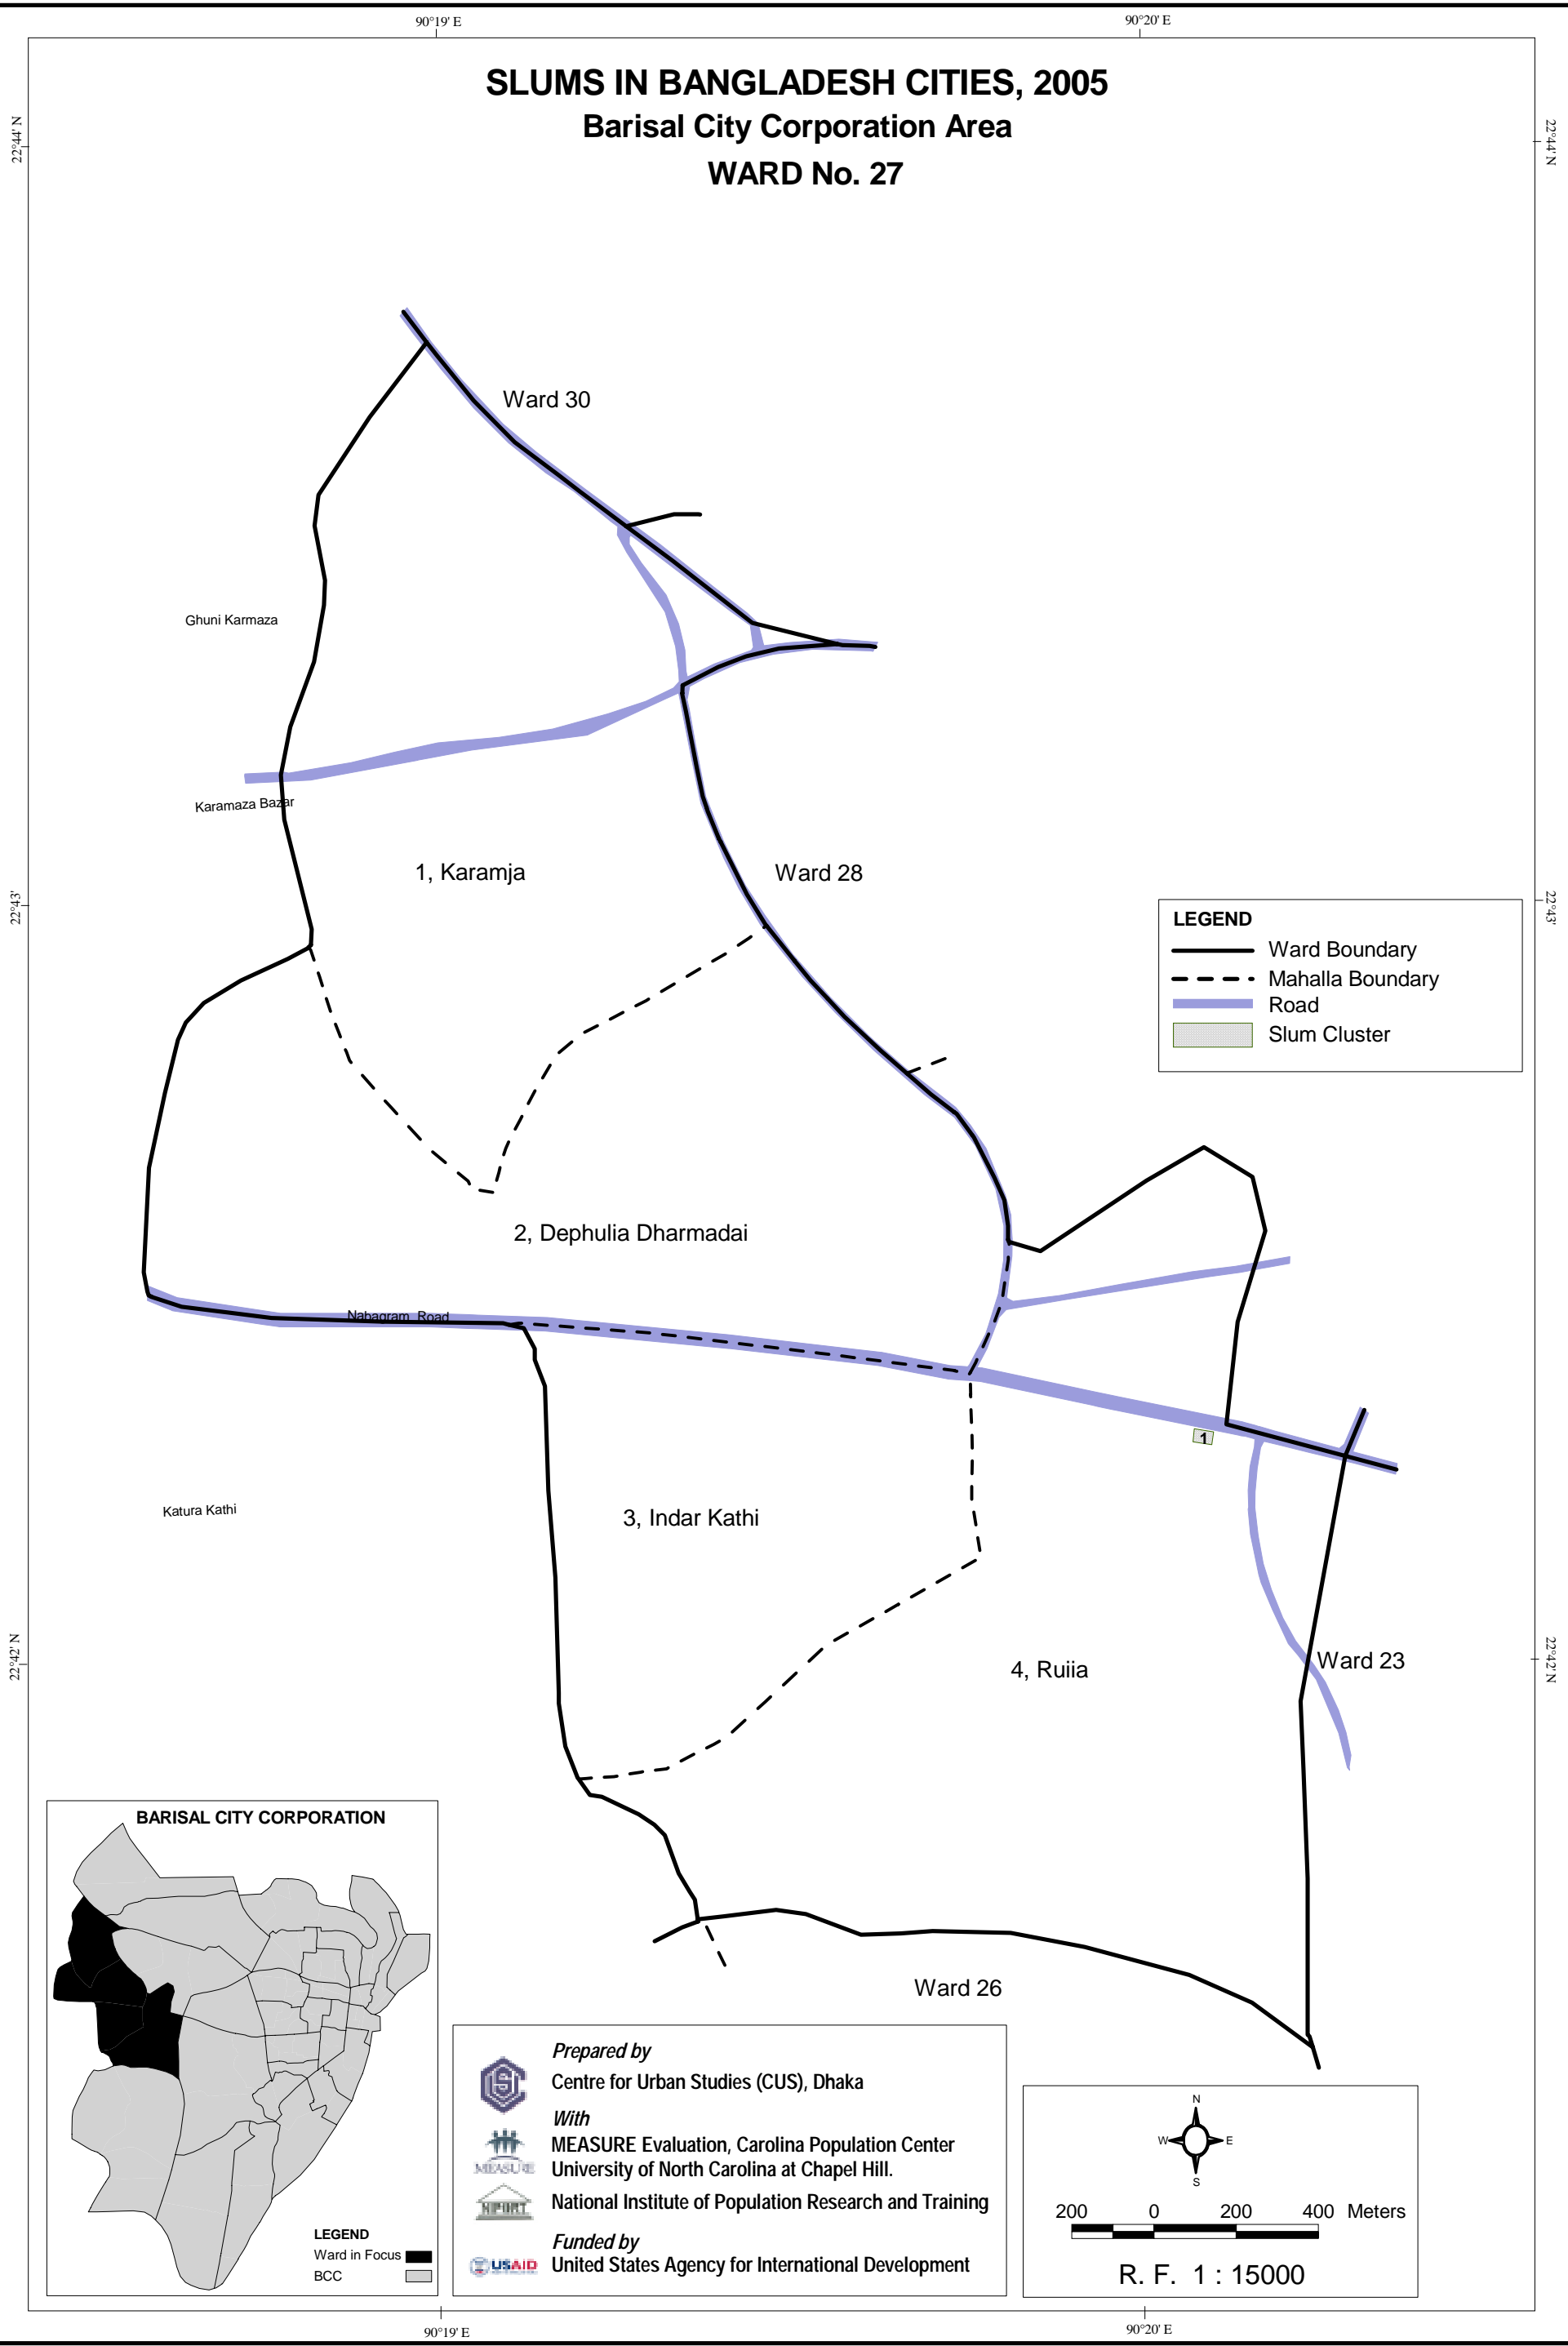 90°19' E
90°20' E
SLUMS IN BANGLADESH CITIES, 2005
Barisal City Corporation Area
WARD No. 27
22°44' N
22°44' N
Ward 30
Ghuni Karmaza
Karamaza Bazar
1, Karamja
Ward 28
22°43'
22°43'
LEGEND
Ward Boundary
Mahalla Boundary
Road
Slum Cluster
2, Dephulia Dharmadai
Nabagram Road
1
Katura Kathi
3, Indar Kathi
4, Ruiia
Ward 23
22°42' N
22°42' N
BARISAL CITY CORPORATION
LEGEND
Ward in Focus
BCC
Ward 26
Prepared by
Centre for Urban Studies (CUS), Dhaka
With
MEASURE Evaluation, Carolina Population Center
University of North Carolina at Chapel Hill.
MEASURE
NIPORT
National Institute of Population Research and Training
Funded by
USAID
United States Agency for International Development
N
W
E
S
200 0 200 400 Meters
R. F. 1 : 15000
90°19' E
90°20' E